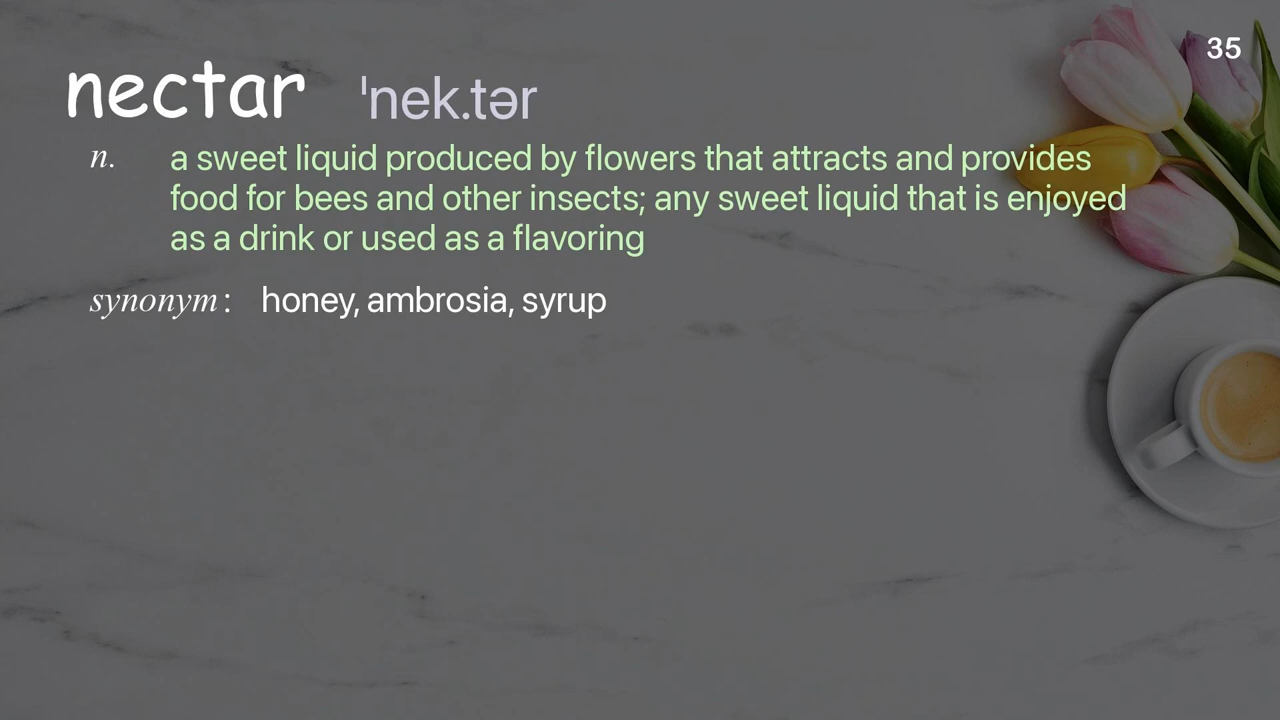 35
nectar ˈnek.tər
n. a sweet liquid produced by flowers that attracts and provides
food for bees and other insects; any sweet liquid that is enjoyed
as a drink or used as a flavoring
synonym: honey, ambrosia, syrup